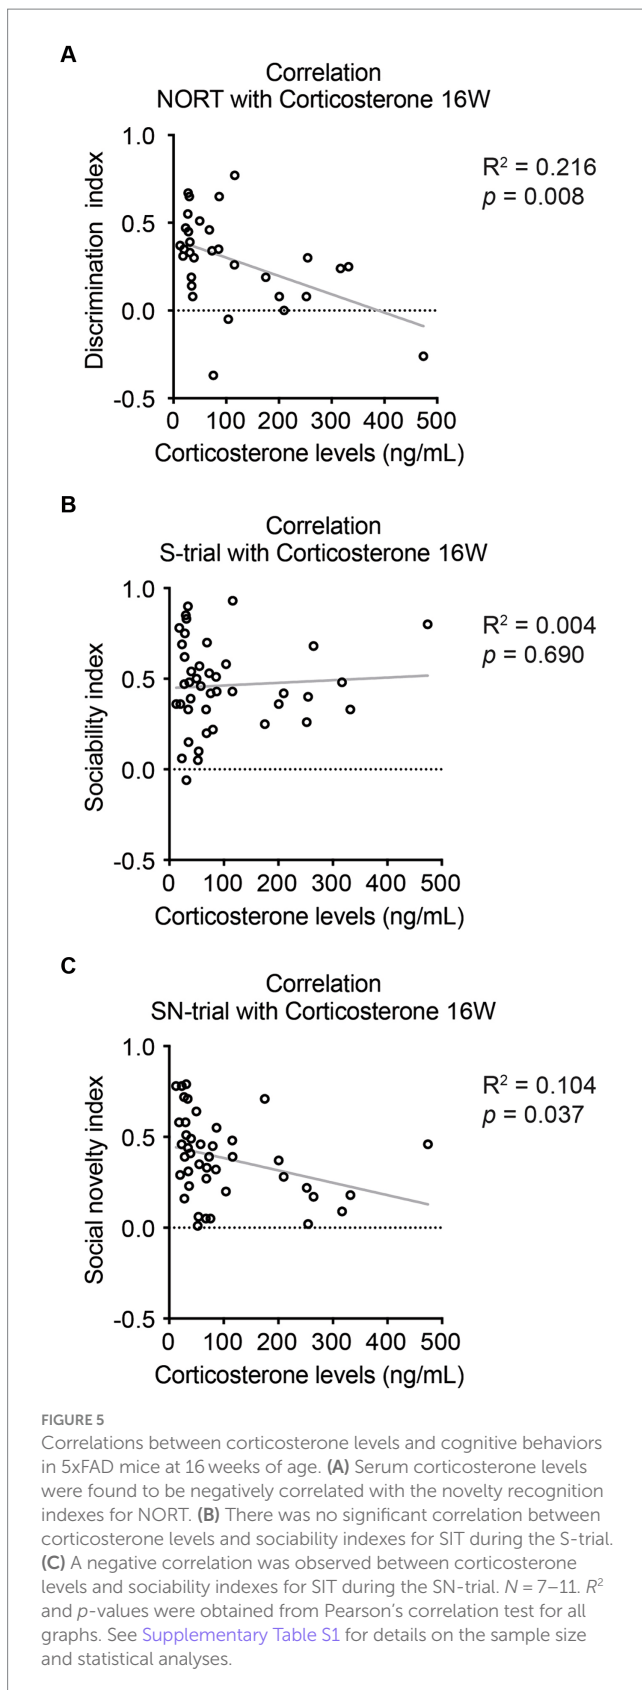 A
Correlation
NORT with Corticosterone 16W
R² = 0.216
p = 0.008
Discrimination index
1.0
0.5
0.0
-0.5
0 100 200 300 400 500
Corticosterone levels (ng/mL)
B
Correlation
S-trial with Corticosterone 16W
R² = 0.004
p = 0.690
Sociability index
1.0
0.5
0.0
-0.5
0 100 200 300 400 500
Corticosterone levels (ng/mL)
C
Correlation
SN-trial with Corticosterone 16W
R² = 0.104
p = 0.037
Social novelty index
1.0
0.5
0.0
-0.5
0 100 200 300 400 500
Corticosterone levels (ng/mL)
FIGURE 5
Correlations between corticosterone levels and cognitive behaviors
in 5xFAD mice at 16 weeks of age. (A) Serum corticosterone levels
were found to be negatively correlated with the novelty recognition
indexes for NORT. (B) There was no significant correlation between
corticosterone levels and sociability indexes for SIT during the S-trial.
(C) A negative correlation was observed between corticosterone
levels and sociability indexes for SIT during the SN-trial. N = 7–11. R²
and p-values were obtained from Pearson’s correlation test for all
graphs. See Supplementary Table S1 for details on the sample size
and statistical analyses.